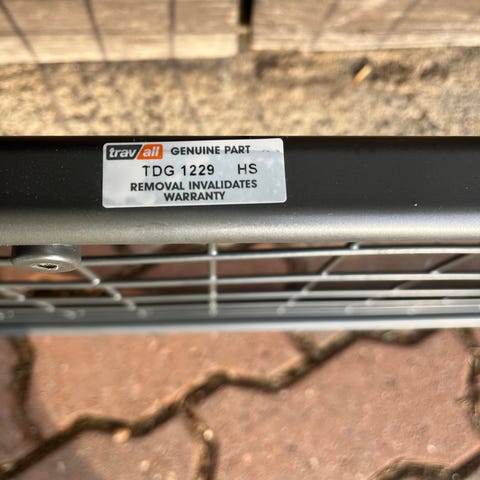 travall GENUINE PART
TDG 1229 HS
REMOVAL INVALIDATES
WARRANTY